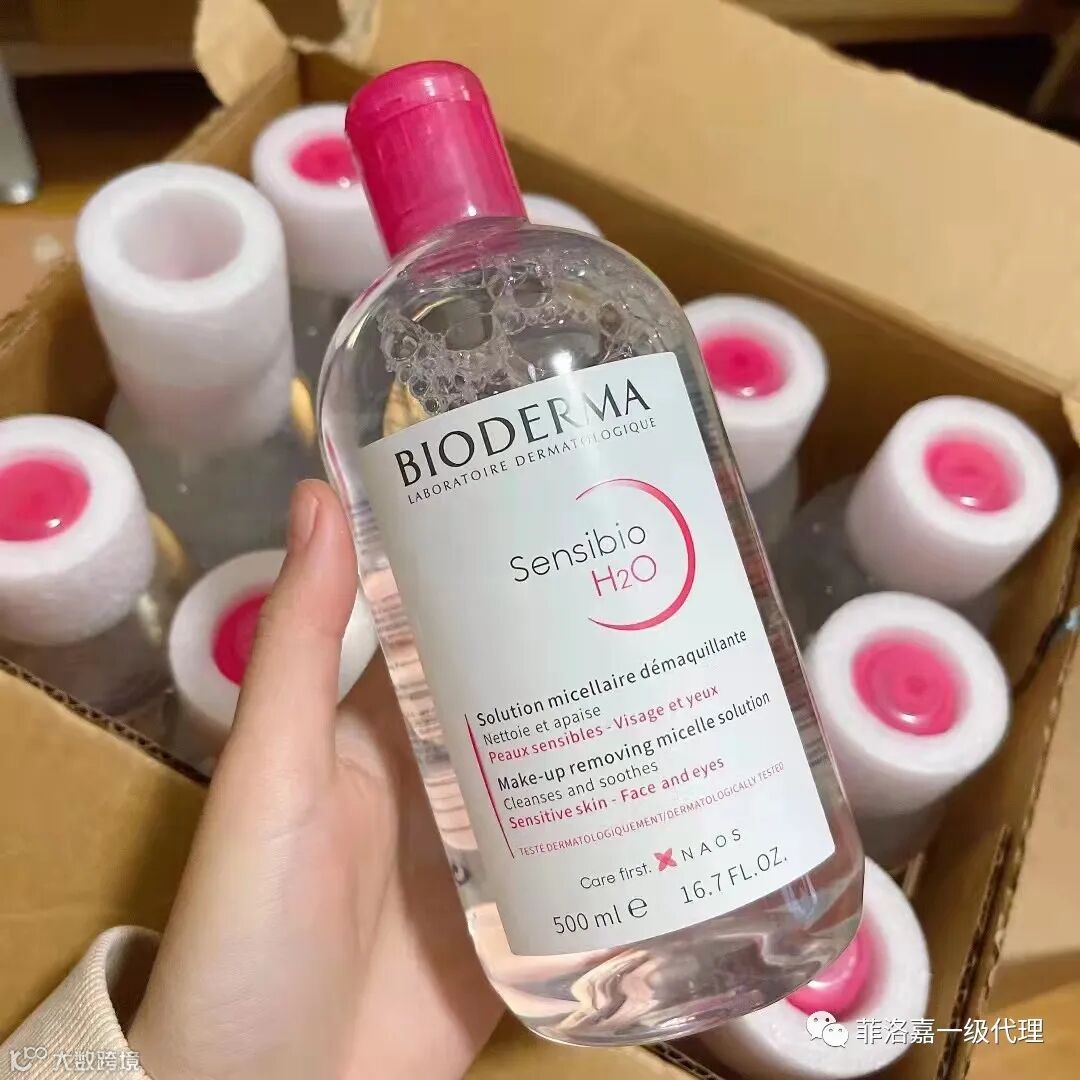 BIODERMA
LABORATOIRE DERMATOLOGIQUE
Sensibio
H2O
Solution micellaire démaquillante
Nettoie et apaise
Peaux sensibles - Visage et yeux
Make-up removing micelle solution
Cleanses and soothes
Sensitive skin - Face and eyes
TESTÉ DERMATOLOGIQUEMENT/DERMATOLOGICALLY TESTED
Care first. NAOS
500 ml e 16.7 FL.OZ.
菲洛嘉一级代理
K100 大数跨境